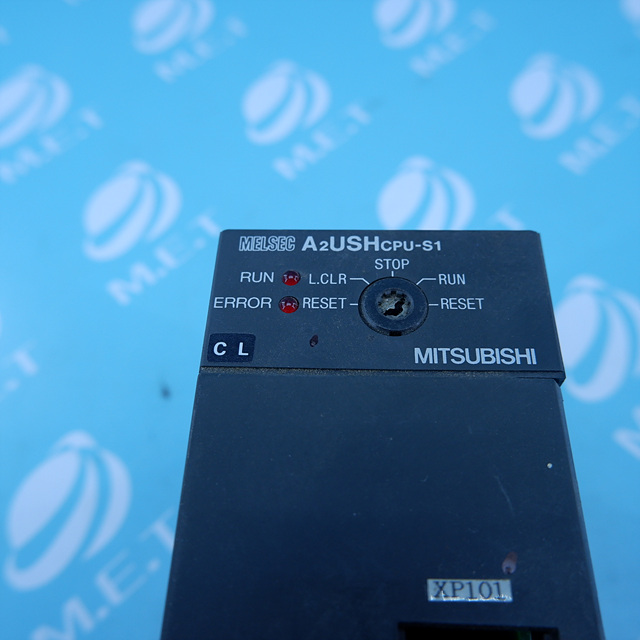 MELSEC A2USHCPU-S1
STOP
RUN L.CLR RUN
ERROR RESET RESET
C L
MITSUBISHI
XP101
M.E.T
M.E.T
M.E.T
M.E.T
M.E.T